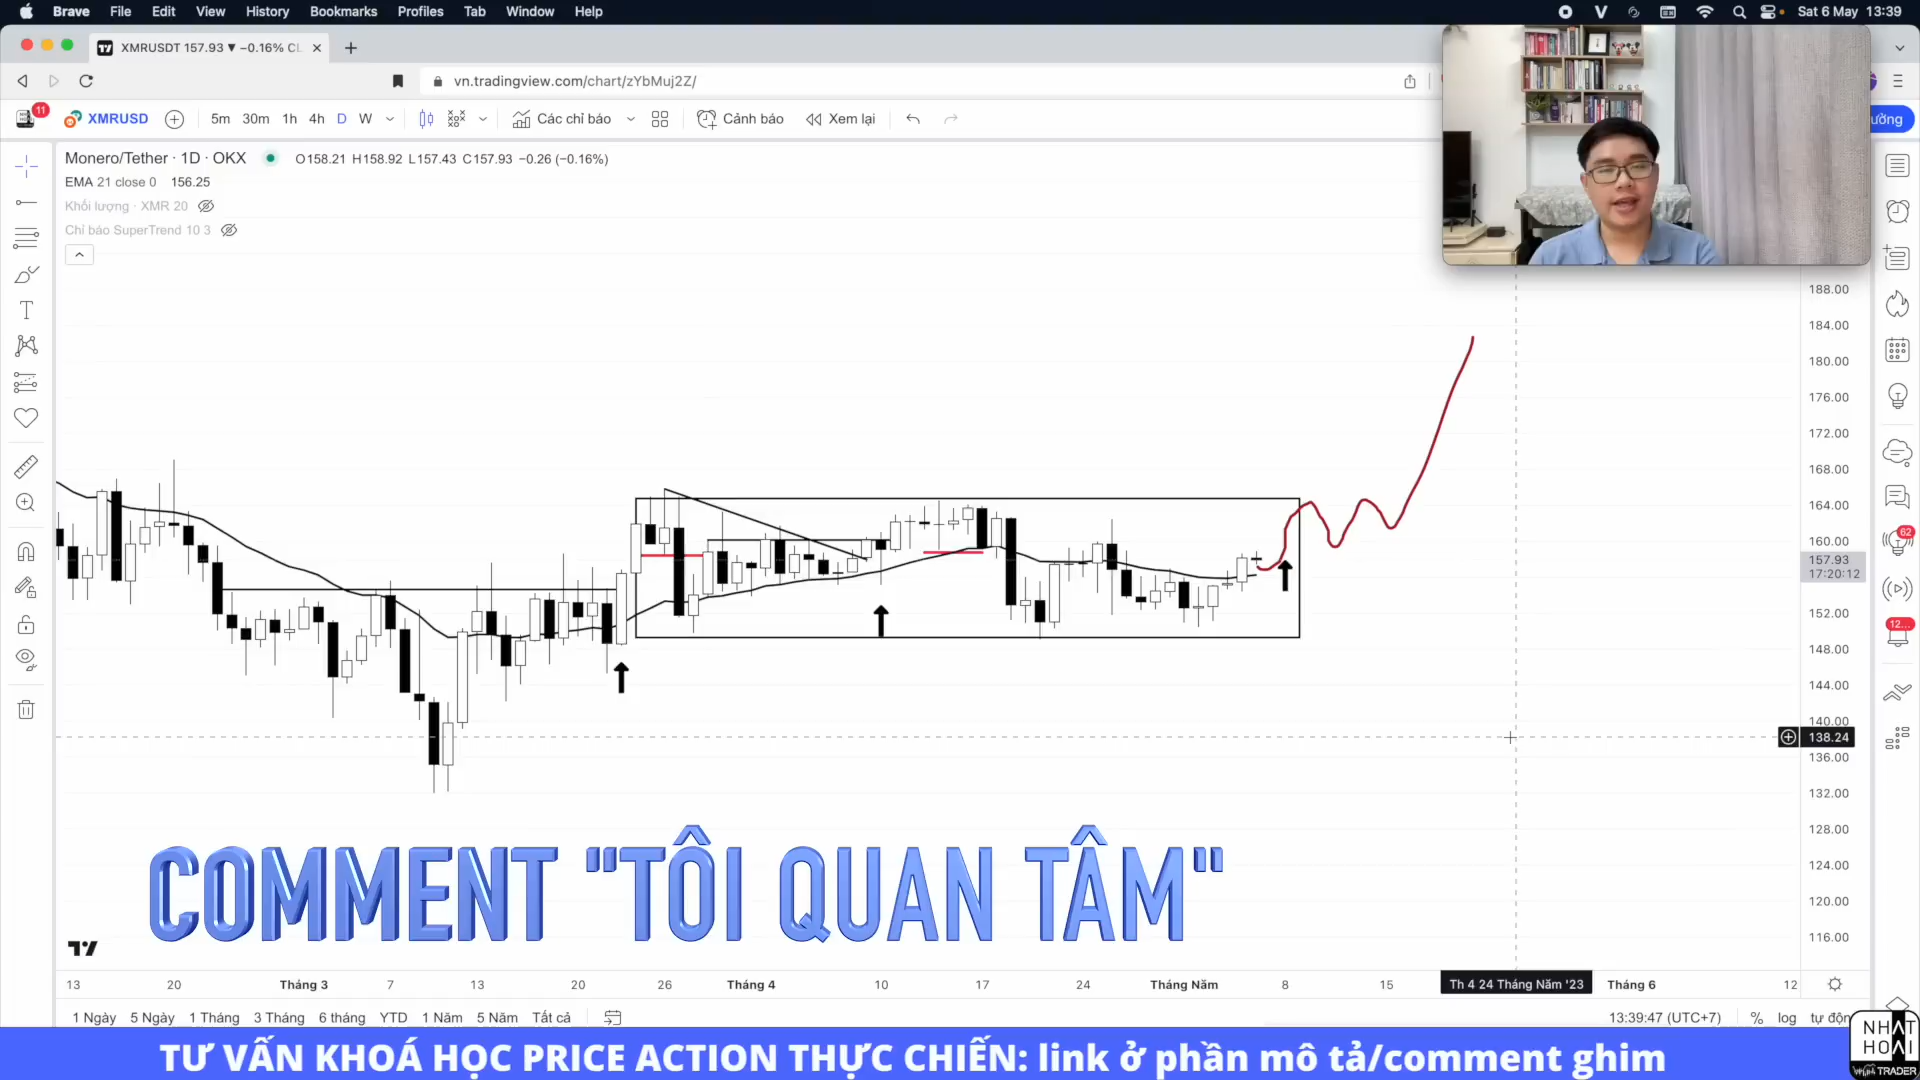 Brave File Edit View History Bookmarks Profiles Tab Window Help
Sat 6 May 13:39
XMRUSDT 157.93 ▼ −0.16% CL
vn.tradingview.com/chart/zYbMuj2Z/
11
XMRUSD 5m 30m 1h 4h D W Các chỉ báo Cảnh báo Xem lại
Monero/Tether · 1D · OKX O158.21 H158.92 L157.43 C157.93 −0.26 (−0.16%)
EMA 21 close 0 156.25
Khối lượng · XMR 20
Chỉ báo SuperTrend 10 3
188.00
184.00
180.00
176.00
172.00
168.00
164.00
160.00
157.93
17:20:12
152.00
148.00
144.00
140.00
138.24
136.00
132.00
128.00
124.00
120.00
116.00
62
COMMENT "TÔI QUAN TÂM"
13 20 Tháng 3 7 13 20 26 Tháng 4 10 17 24 Tháng Năm 8 15 Th 4 24 Tháng Năm '23 Tháng 6 12
1 Ngày 5 Ngày 1 Tháng 3 Tháng 6 tháng YTD 1 Năm 5 Năm Tất cả 13:39:47 (UTC+7) % log tự độn
TƯ VẤN KHOÁ HỌC PRICE ACTION THỰC CHIẾN: link ở phần mô tả/comment ghim
NHAT
HOAI
TRADER